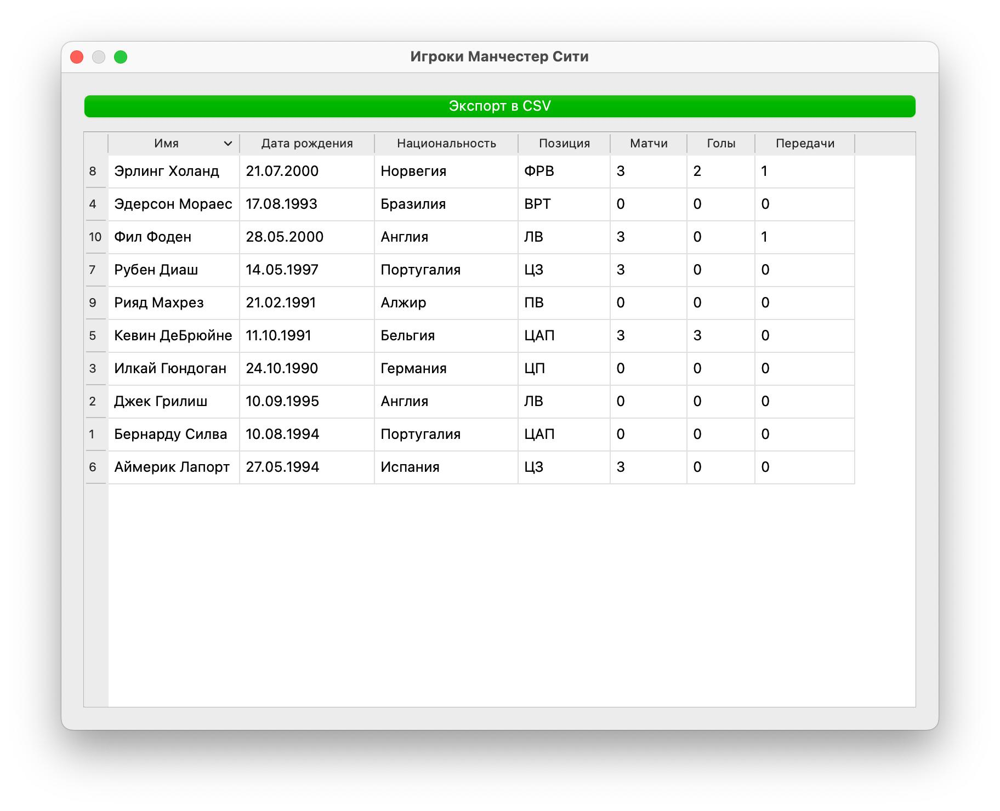 Игроки Манчестер Сити
Экспорт в CSV
Имя Дата рождения Национальность Позиция Матчи Голы Передачи
8 Эрлинг Холанд 21.07.2000 Норвегия ФРВ 3 2 1
4 Эдерсон Мораес 17.08.1993 Бразилия ВРТ 0 0 0
10 Фил Фоден 28.05.2000 Англия ЛВ 3 0 1
7 Рубен Диаш 14.05.1997 Португалия ЦЗ 3 0 0
9 Рияд Махрез 21.02.1991 Алжир ПВ 0 0 0
5 Кевин ДеБрюйне 11.10.1991 Бельгия ЦАП 3 3 0
3 Илкай Гюндоган 24.10.1990 Германия ЦП 0 0 0
2 Джек Грилиш 10.09.1995 Англия ЛВ 0 0 0
1 Бернарду Силва 10.08.1994 Португалия ЦАП 0 0 0
6 Аймерик Лапорт 27.05.1994 Испания ЦЗ 3 0 0